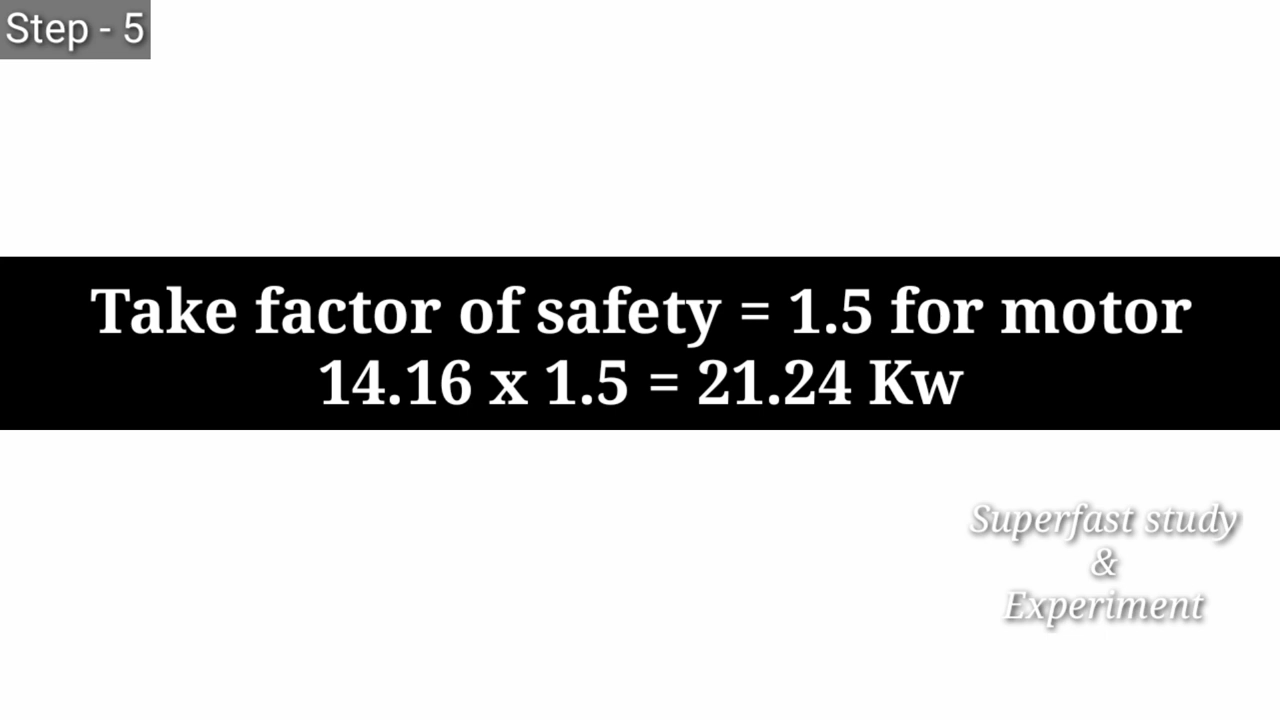 Step - 5
Take factor of safety = 1.5 for motor
14.16 x 1.5 = 21.24 Kw
Superfast study
&
Experiment